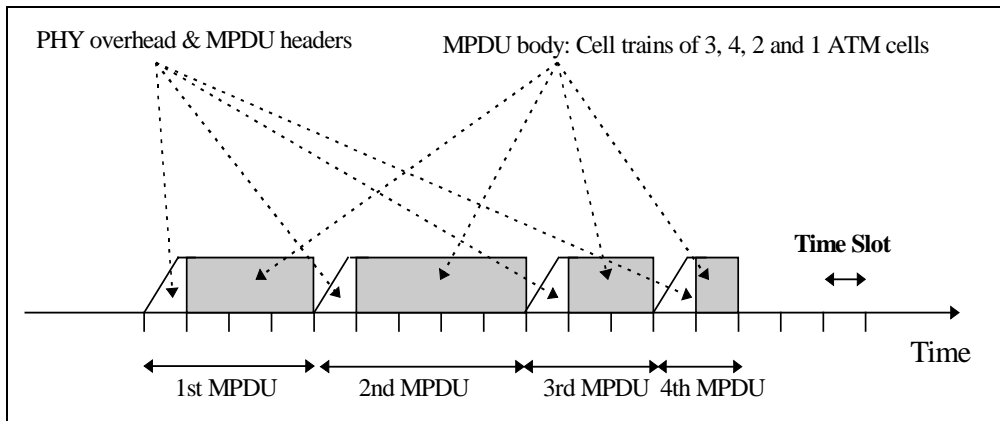 PHY overhead & MPDU headers
MPDU body: Cell trains of 3, 4, 2 and 1 ATM cells
Time Slot
Time
1st MPDU
2nd MPDU
3rd MPDU
4th MPDU